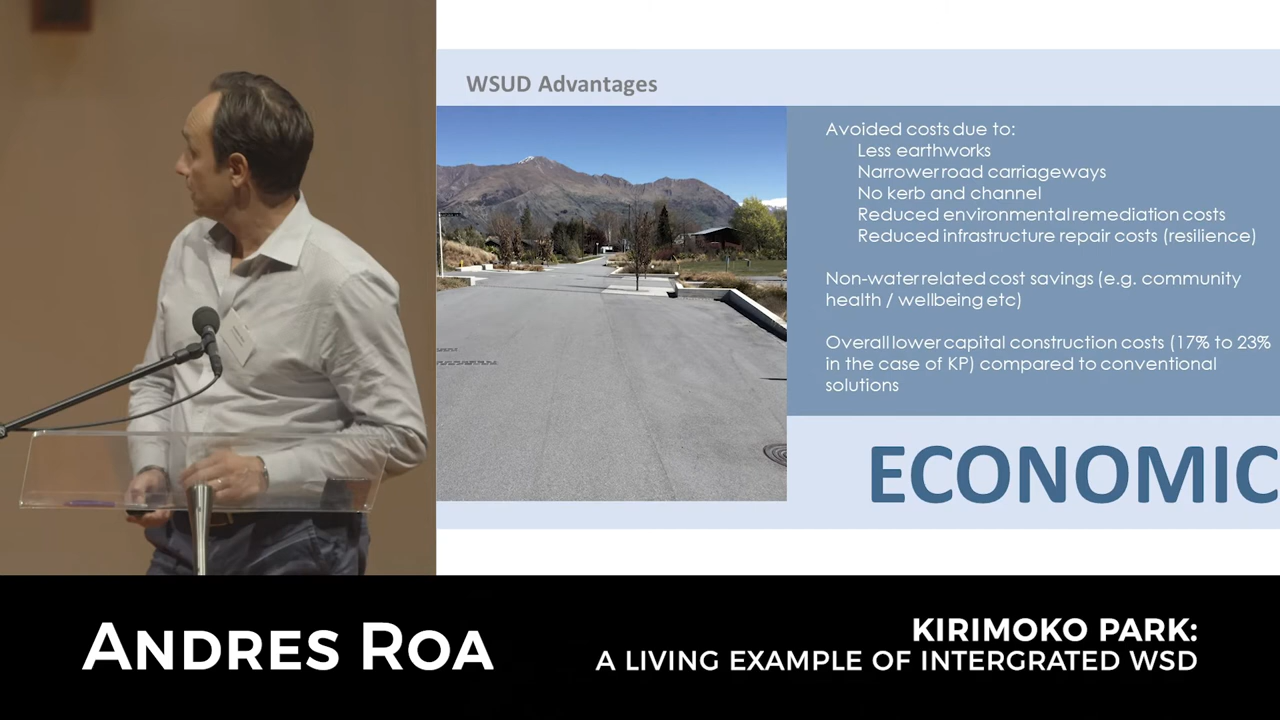 WSUD Advantages
Avoided costs due to:
Less earthworks
Narrower road carriageways
No kerb and channel
Reduced environmental remediation costs
Reduced infrastructure repair costs (resilience)
Non-water related cost savings (e.g. community
health / wellbeing etc)
Overall lower capital construction costs (17% to 23%
in the case of KP) compared to conventional
solutions
ECONOMIC
ANDRES ROA
KIRIMOKO PARK:
A LIVING EXAMPLE OF INTERGRATED WSD